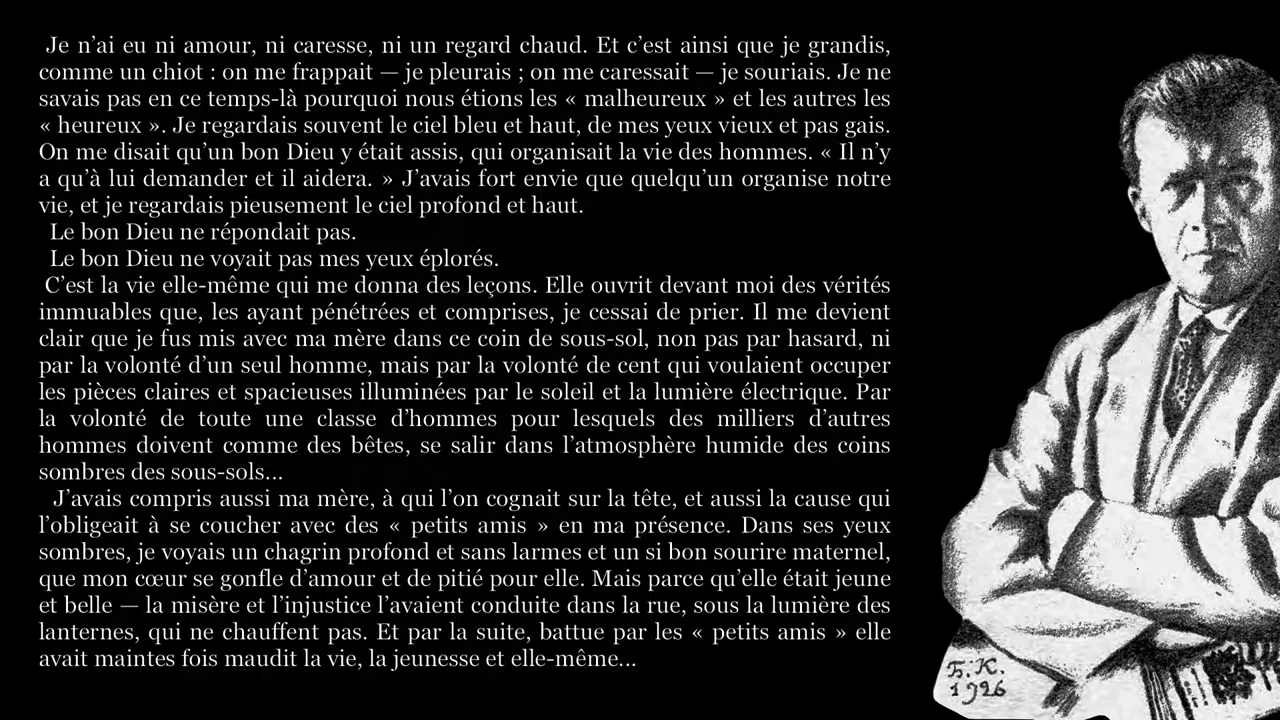 Je n’ai eu ni amour, ni caresse, ni un regard chaud. Et c’est ainsi que je grandis,
comme un chiot : on me frappait — je pleurais ; on me caressait — je souriais. Je ne
savais pas en ce temps-là pourquoi nous étions les « malheureux » et les autres les
« heureux ». Je regardais souvent le ciel bleu et haut, de mes yeux vieux et pas gais.
On me disait qu’un bon Dieu y était assis, qui organisait la vie des hommes. « Il n’y
a qu’à lui demander et il aidera. » J’avais fort envie que quelqu’un organise notre
vie, et je regardais pieusement le ciel profond et haut.
Le bon Dieu ne répondait pas.
Le bon Dieu ne voyait pas mes yeux éplorés.
C’est la vie elle-même qui me donna des leçons. Elle ouvrit devant moi des vérités
immuables que, les ayant pénétrées et comprises, je cessai de prier. Il me devient
clair que je fus mis avec ma mère dans ce coin de sous-sol, non pas par hasard, ni
par la volonté d’un seul homme, mais par la volonté de cent qui voulaient occuper
les pièces claires et spacieuses illuminées par le soleil et la lumière électrique. Par
la volonté de toute une classe d’hommes pour lesquels des milliers d’autres
hommes doivent comme des bêtes, se salir dans l’atmosphère humide des coins
sombres des sous-sols...
J’avais compris aussi ma mère, à qui l’on cognait sur la tête, et aussi la cause qui
l’obligeait à se coucher avec des « petits amis » en ma présence. Dans ses yeux
sombres, je voyais un chagrin profond et sans larmes et un si bon sourire maternel,
que mon cœur se gonfle d’amour et de pitié pour elle. Mais parce qu’elle était jeune
et belle — la misère et l’injustice l’avaient conduite dans la rue, sous la lumière des
lanternes, qui ne chauffent pas. Et par la suite, battue par les « petits amis » elle
avait maintes fois maudit la vie, la jeunesse et elle-même...
Б. К.
1926